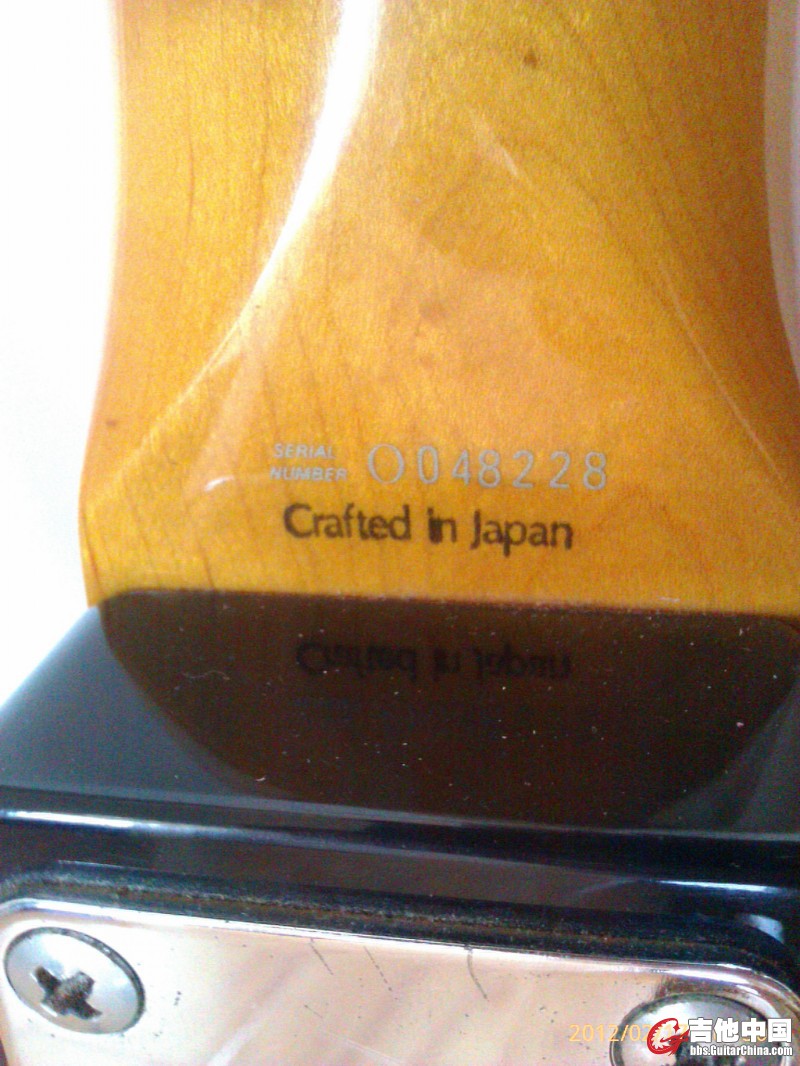 SERIAL
NUMBER O048228
Crafted in Japan
吉他中国
bbs.GuitarChina.com